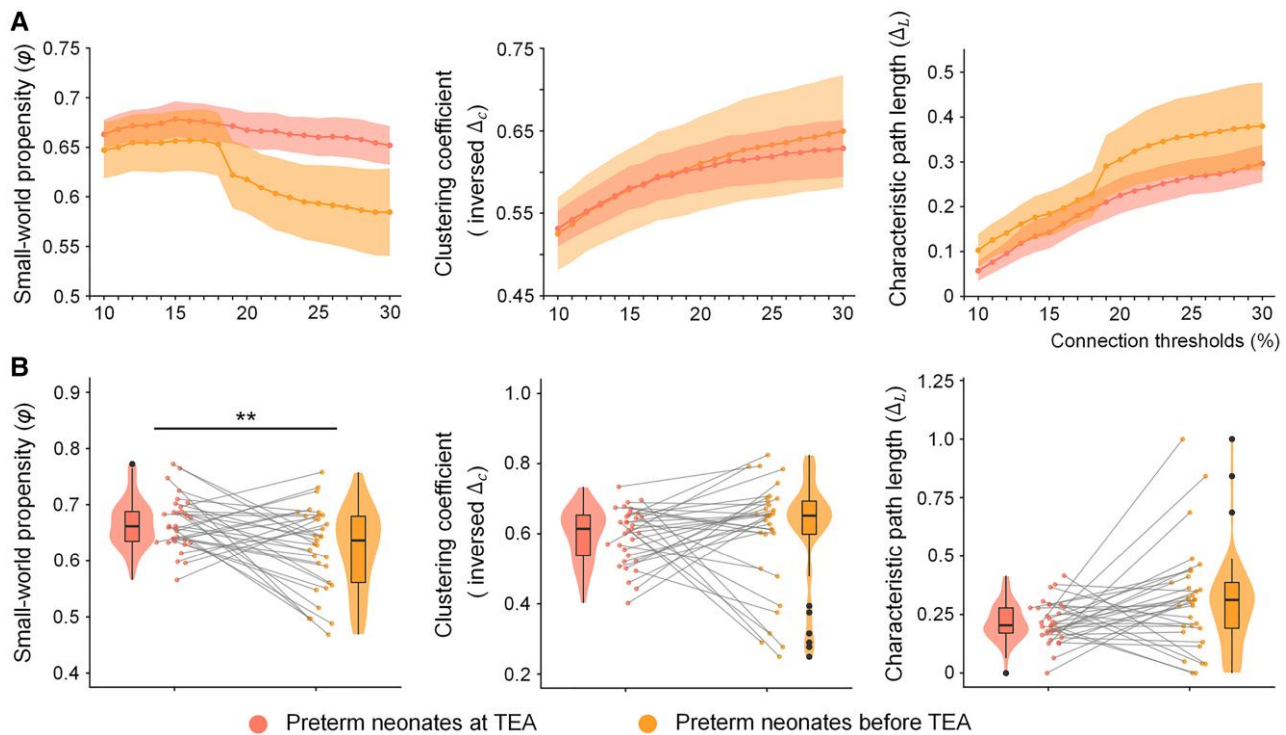 A
Small-world propensity (φ)
0.75
0.7
0.65
0.6
0.55
0.5
10 15 20 25 30
Clustering coefficient
( inversed Δc)
0.75
0.65
0.55
0.45
10 15 20 25 30
Characteristic path length (ΔL)
0.5
0.4
0.3
0.2
0.1
0
10 15 20 25 30
Connection thresholds (%)
B
Small-world propensity (φ)
0.9
0.8
0.7
0.6
0.5
0.4
**
Clustering coefficient
( inversed Δc)
1.0
0.8
0.6
0.4
0.2
Characteristic path length (ΔL)
1.25
1.0
0.75
0.5
0.25
0
Preterm neonates at TEA
Preterm neonates before TEA